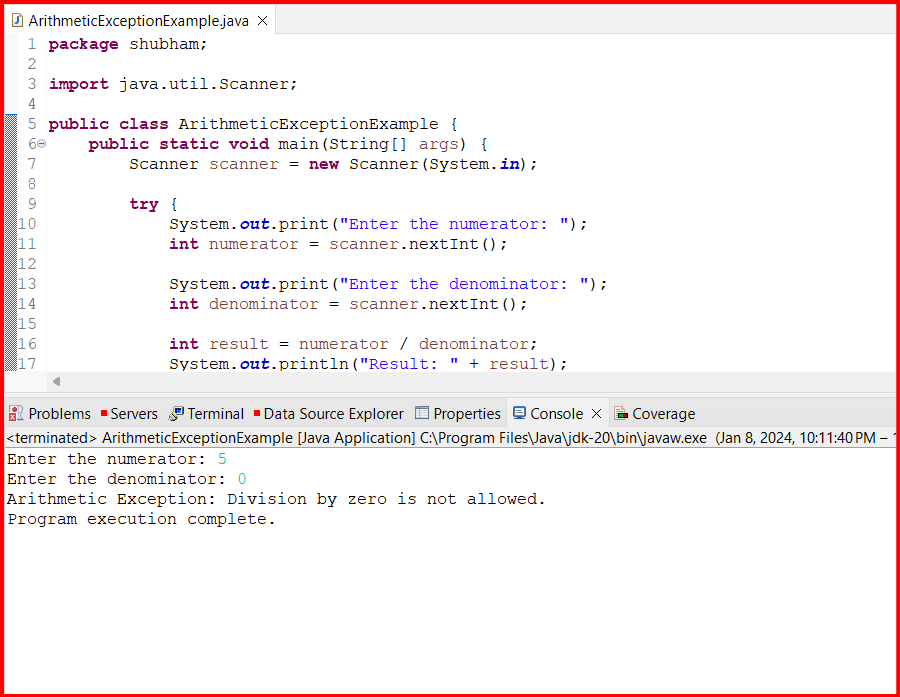 ArithmeticExceptionExample.java
1 package shubham;
2
3 import java.util.Scanner;
4
5 public class ArithmeticExceptionExample {
6 public static void main(String[] args) {
7 Scanner scanner = new Scanner(System.in);
8
9 try {
10 System.out.print("Enter the numerator: ");
11 int numerator = scanner.nextInt();
12
13 System.out.print("Enter the denominator: ");
14 int denominator = scanner.nextInt();
15
16 int result = numerator / denominator;
17 System.out.println("Result: " + result);
Problems Servers Terminal Data Source Explorer Properties Console Coverage
<terminated> ArithmeticExceptionExample [Java Application] C:\Program Files\Java\jdk-20\bin\javaw.exe (Jan 8, 2024, 10:11:40 PM –
Enter the numerator: 5
Enter the denominator: 0
Arithmetic Exception: Division by zero is not allowed.
Program execution complete.